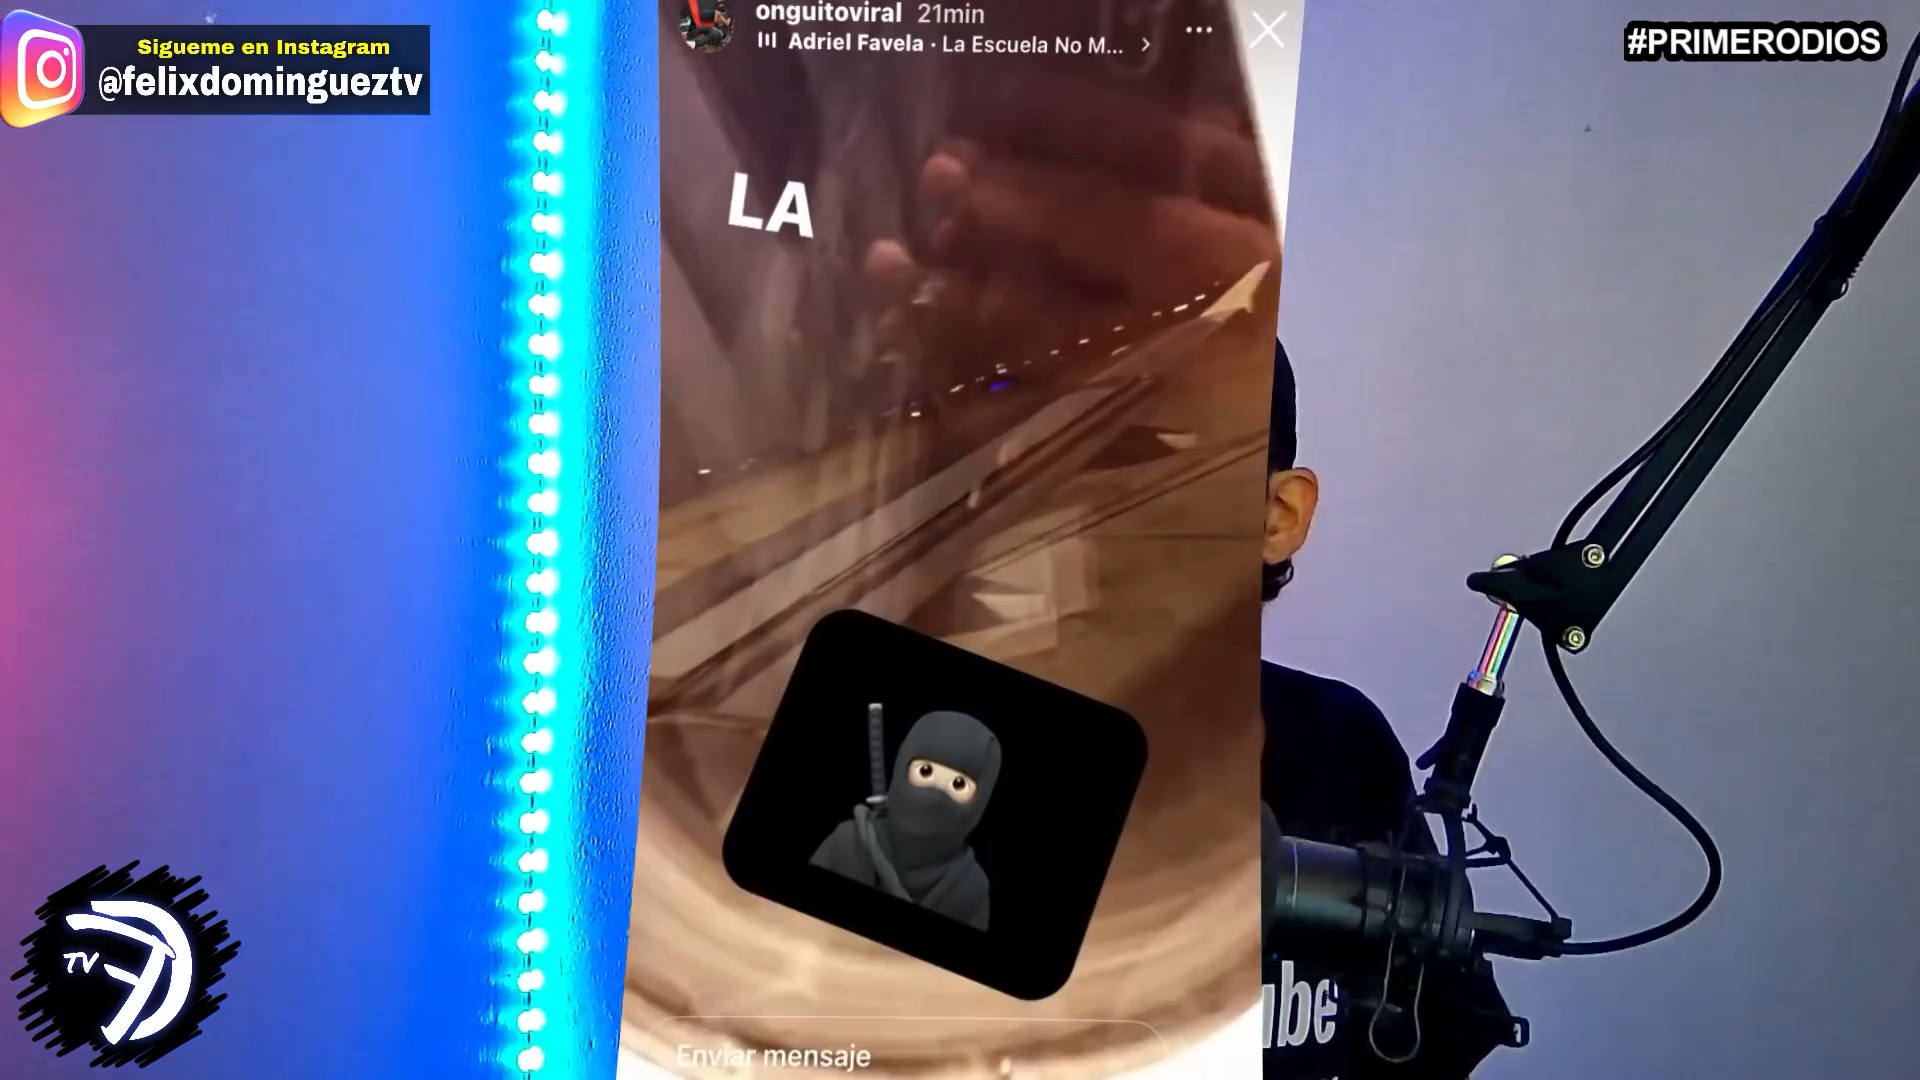 Sigueme en Instagram
@felixdomingueztv
onguitoviral 21min
Adriel Favela · La Escuela No M... >
#PRIMERODIOS
LA
TV
ube
Enviar mensaje